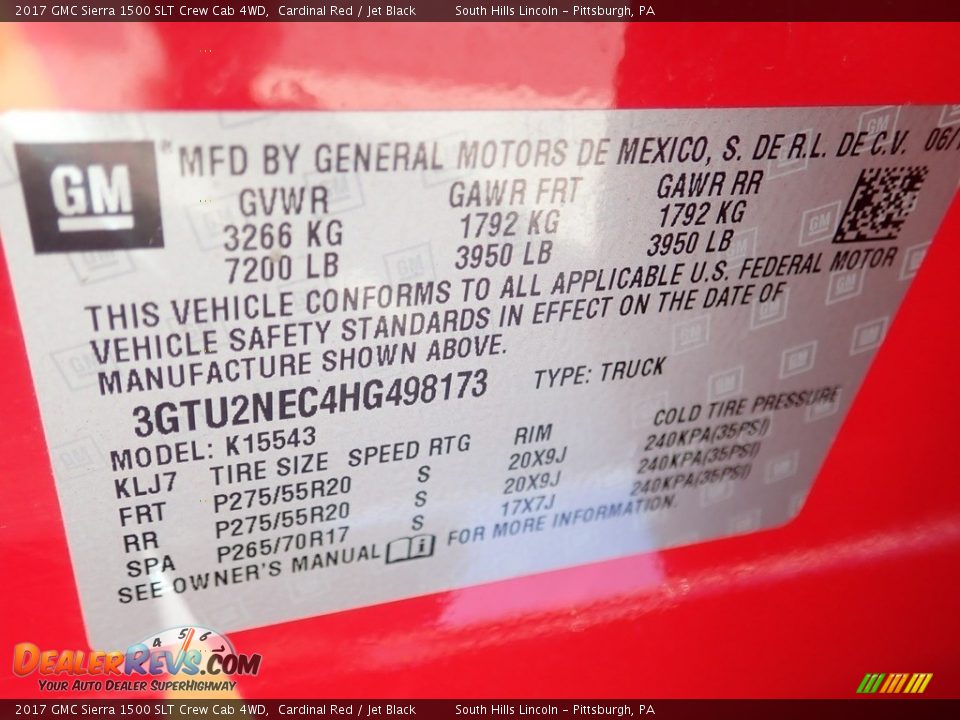 2017 GMC Sierra 1500 SLT Crew Cab 4WD, Cardinal Red / Jet Black South Hills Lincoln - Pittsburgh, PA
GM
MFD BY GENERAL MOTORS DE MEXICO, S. DE R.L. DE C.V. 06/
GVWR GAWR FRT GAWR RR
3266 KG 1792 KG 1792 KG
7200 LB 3950 LB 3950 LB
THIS VEHICLE CONFORMS TO ALL APPLICABLE U.S. FEDERAL MOTOR
VEHICLE SAFETY STANDARDS IN EFFECT ON THE DATE OF
MANUFACTURE SHOWN ABOVE.
3GTU2NEC4HG498173 TYPE: TRUCK
MODEL: K15543
KLJ7 TIRE SIZE SPEED RTG RIM COLD TIRE PRESSURE
FRT P275/55R20 S 20X9J 240KPA(35PSI)
RR P275/55R20 S 20X9J 240KPA(35PSI)
SPA P265/70R17 S 17X7J 240KPA(35PSI)
SEE OWNER'S MANUAL FOR MORE INFORMATION.
4 5 6
DEALERREVS.COM
YOUR AUTO DEALER SUPERHIGHWAY
2017 GMC Sierra 1500 SLT Crew Cab 4WD, Cardinal Red / Jet Black South Hills Lincoln - Pittsburgh, PA